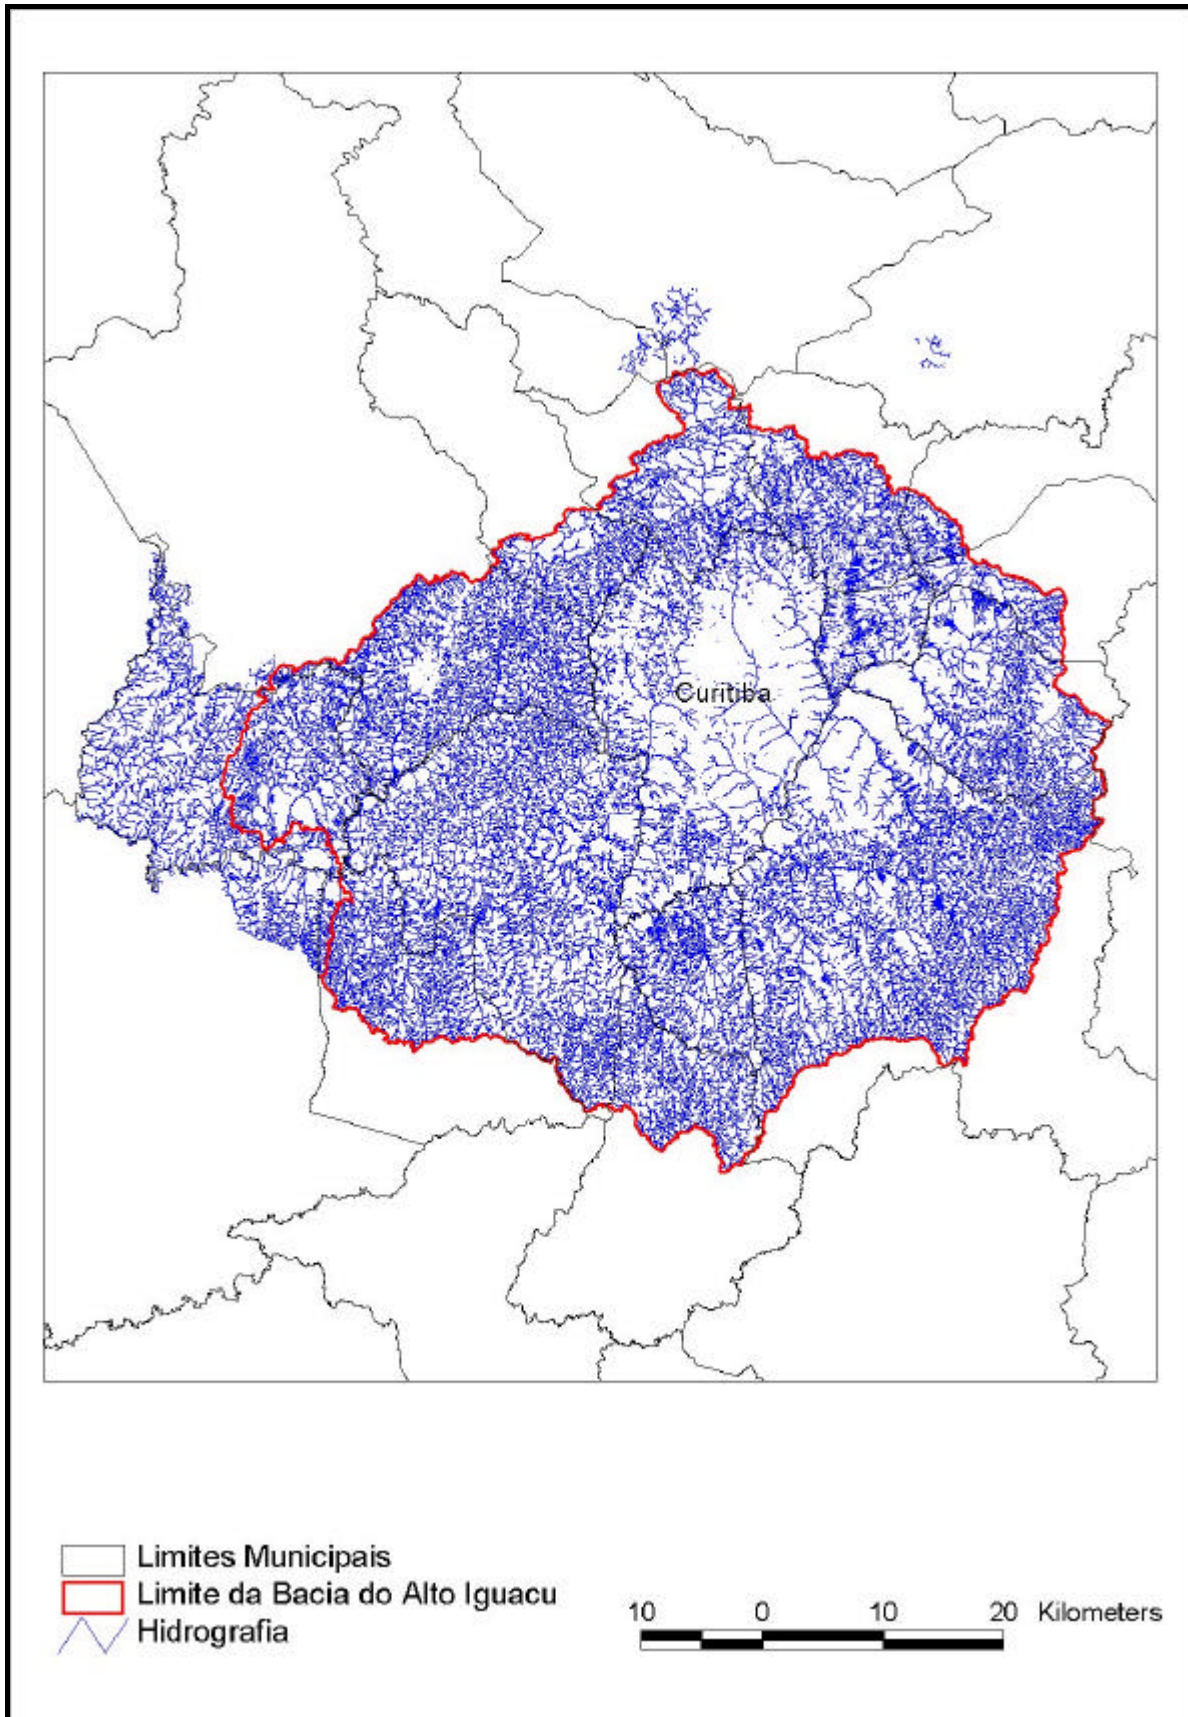 Curitiba
Limites Municipais
Limite da Bacia do Alto Iguacu
Hidrografia
10 0 10 20 Kilometers